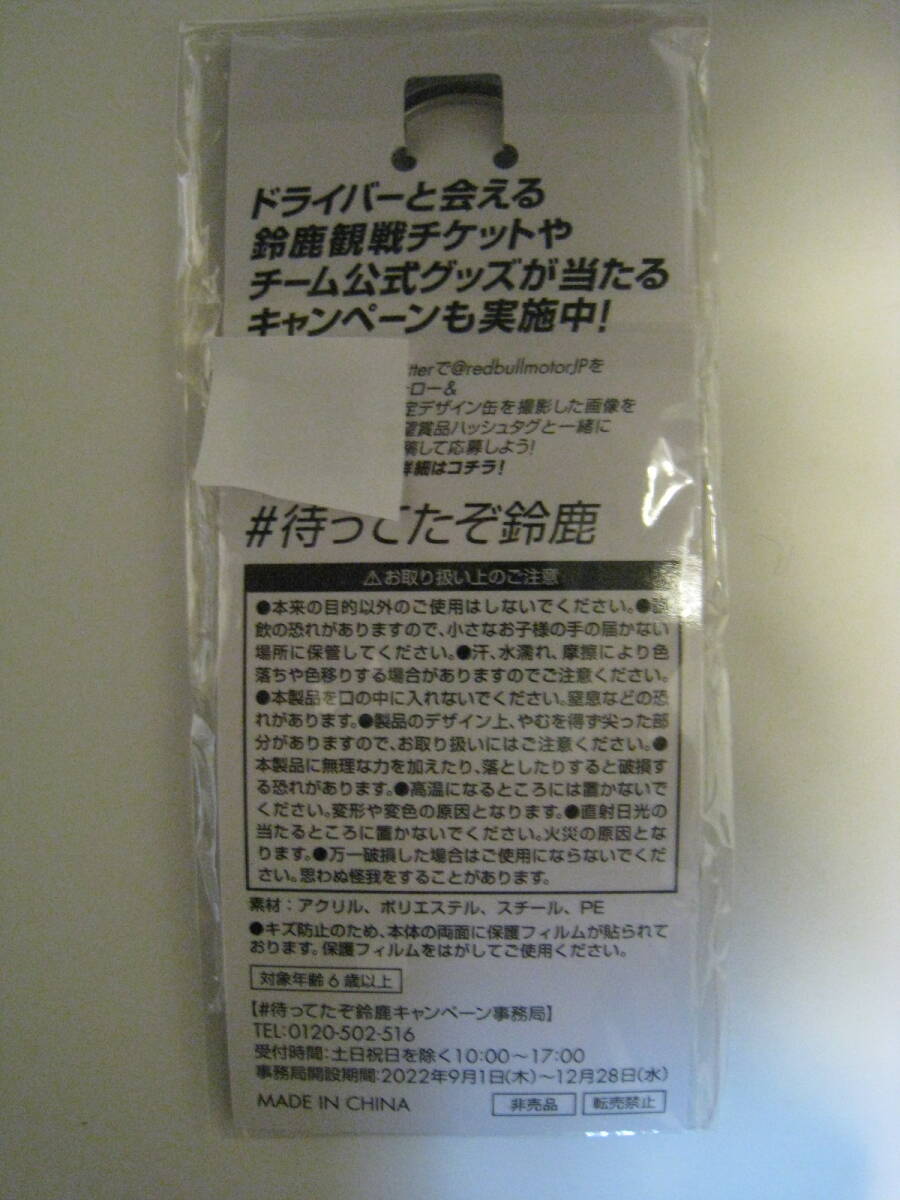 ドライバーと会える
鈴鹿観戦チケットや
チーム公式グッズが当たる
キャンペーンも実施中!
tterで@redbullmotorJPを
ロー&
定デザイン缶を撮影した画像を
望賞品ハッシュタグと一緒に
稿して応募しよう!
詳細はコチラ!
#待ってたぞ鈴鹿
⚠お取り扱い上のご注意
●本来の目的以外のご使用はしないでください。●誤
飲の恐れがありますので、小さなお子様の手の届かない
場所に保管してください。●汗、水濡れ、摩擦により色
落ちや色移りする場合がありますのでご注意ください。
●本製品を口の中に入れないでください。窒息などの恐
れがあります。●製品のデザイン上、やむを得ず尖った部
分がありますので、お取り扱いにはご注意ください。●
本製品に無理な力を加えたり、落としたりすると破損す
る恐れがあります。●高温になるところには置かないで
ください。変形や変色の原因となります。●直射日光の
当たるところに置かないでください。火災の原因とな
ります。●万一破損した場合はご使用にならないでくだ
さい。思わぬ怪我をすることがあります。
素材：アクリル、ポリエステル、スチール、PE
●キズ防止のため、本体の両面に保護フィルムが貼られて
おります。保護フィルムをはがしてご使用ください。
対象年齢6歳以上
【#待ってたぞ鈴鹿キャンペーン事務局】
TEL:0120-502-516
受付時間:土日祝日を除く10:00～17:00
事務局開設期間:2022年9月1日(木)～12月28日(水)
MADE IN CHINA 非売品 転売禁止